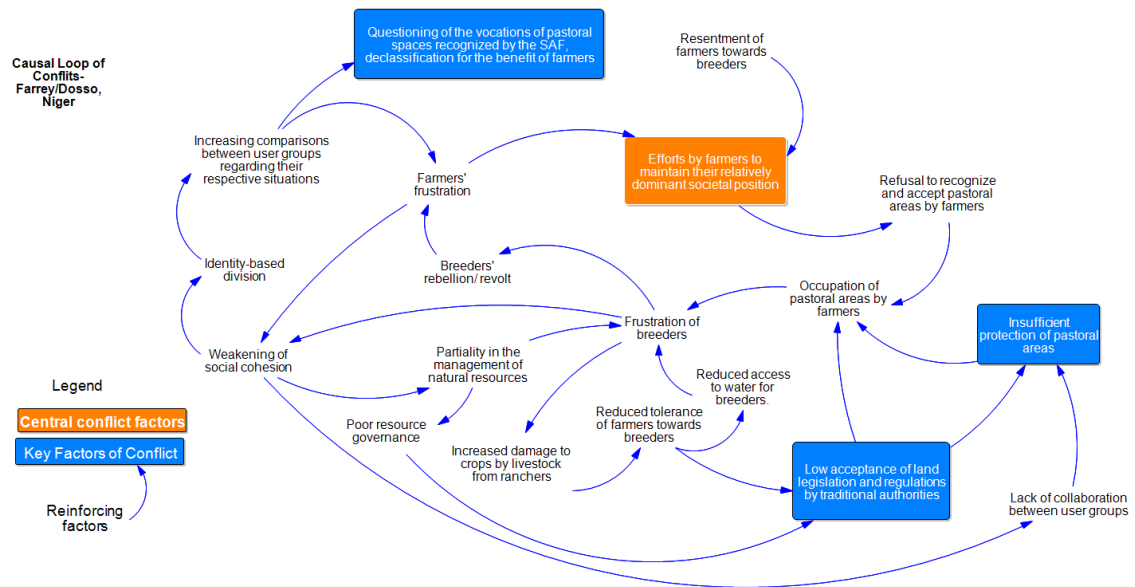 Causal Loop of
Conflits-
Farrey/Dosso,
Niger
Questioning of the vocations of pastoral
spaces recognized by the SAF,
declassification for the benefit of farmers
Resentment of
farmers towards
breeders
Increasing comparisons
between user groups
regarding their
respective situations
Farmers'
frustration
Efforts by farmers to
maintain their relatively
dominant societal position
Refusal to recognize
and accept pastoral
areas by farmers
Identity-based
division
Breeders'
rebellion/ revolt
Occupation of
pastoral areas by
farmers
Frustration of
breeders
Insufficient
protection of pastoral
areas
Weakening of
social cohesion
Partiality in the
management of
natural resources
Reduced access
to water for
breeders.
Legend
Central conflict factors
Key Factors of Conflict
Reinforcing
factors
Poor resource
governance
Reduced tolerance
of farmers towards
breeders
Increased damage to
crops by livestock
from ranchers
Low acceptance of land
legislation and regulations
by traditional authorities
Lack of collaboration
between user groups